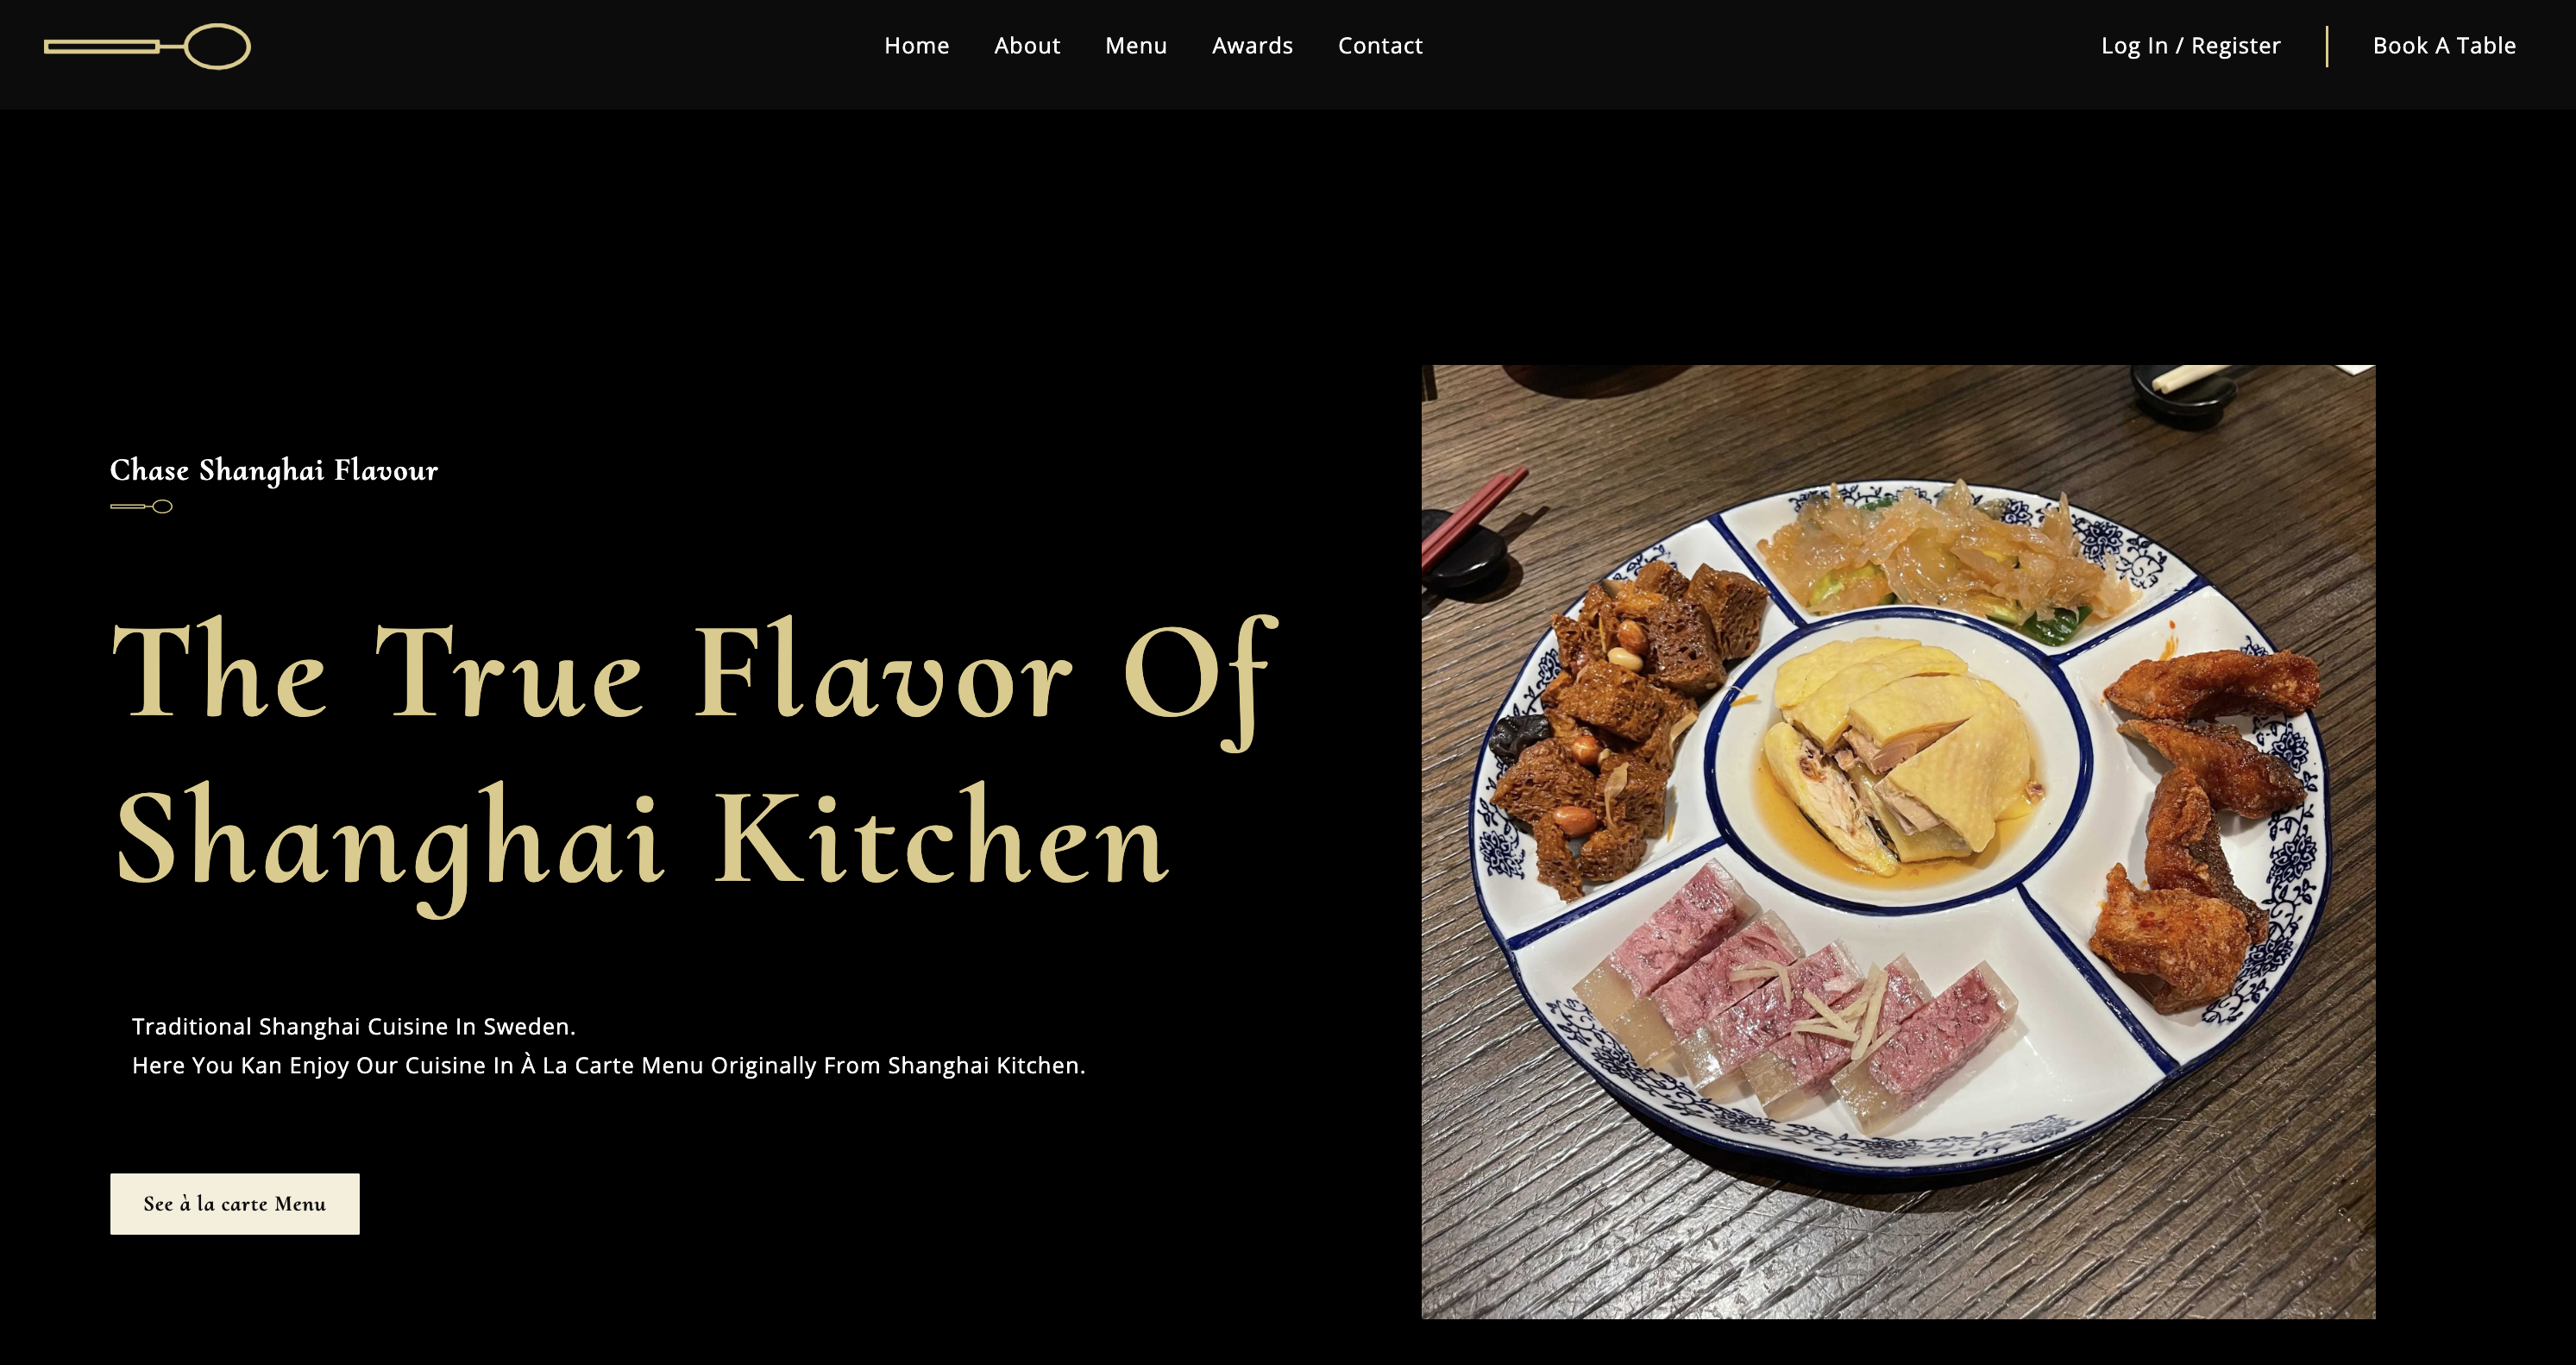 Home
About
Menu
Awards
Contact
Log In / Register
Book A Table
Chase Shanghai Flavour
The True Flavor Of
Shanghai Kitchen
Traditional Shanghai Cuisine In Sweden.
Here You Kan Enjoy Our Cuisine In À La Carte Menu Originally From Shanghai Kitchen.
See à la carte Menu